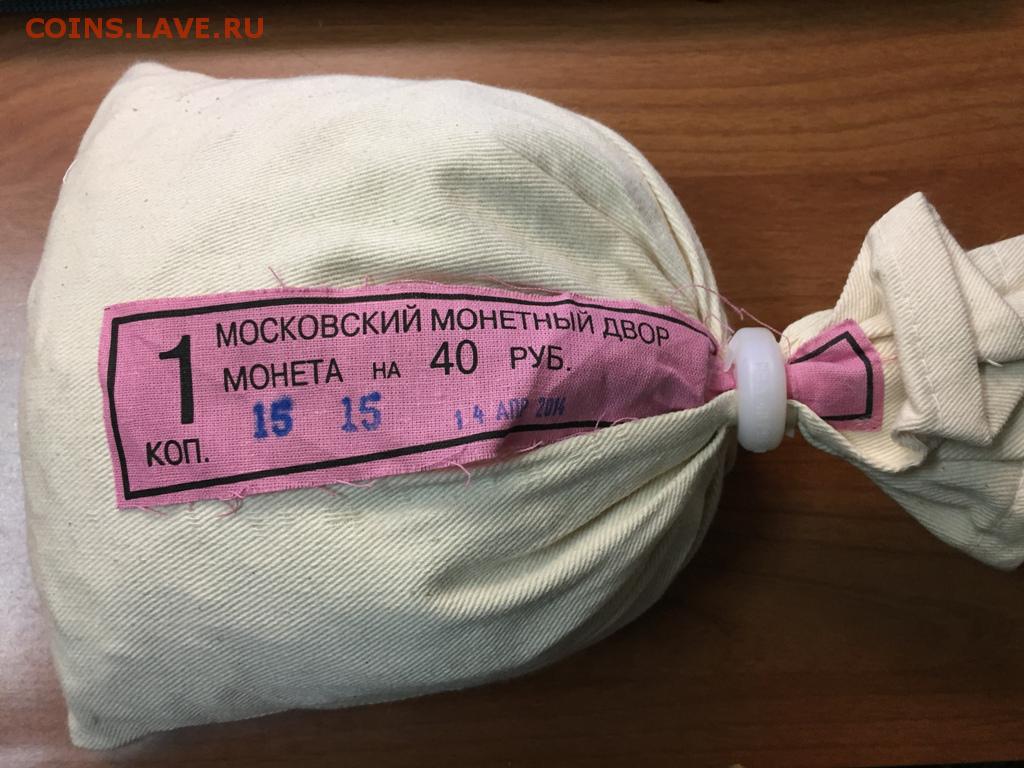 COINS.LAVE.RU
МОСКОВСКИЙ МОНЕТНЫЙ ДВОР
1 МОНЕТА НА 40 РУБ.
КОП. 15 15 14 АПР 2014